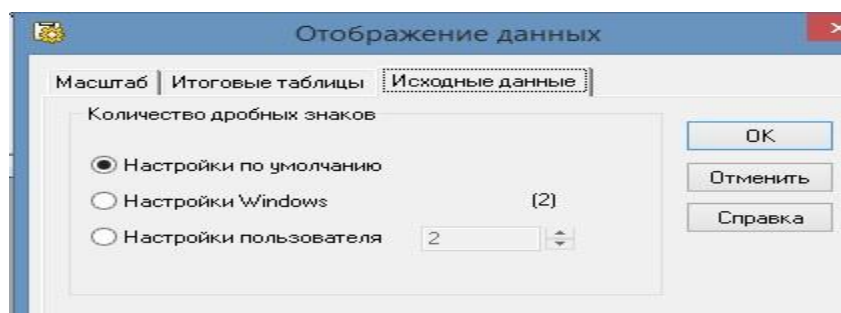 Отображение данных
Масштаб Итоговые таблицы Исходные данные
Количество дробных знаков
Настройки по умолчанию
Настройки Windows (2)
Настройки пользователя 2
OK
Отменить
Справка